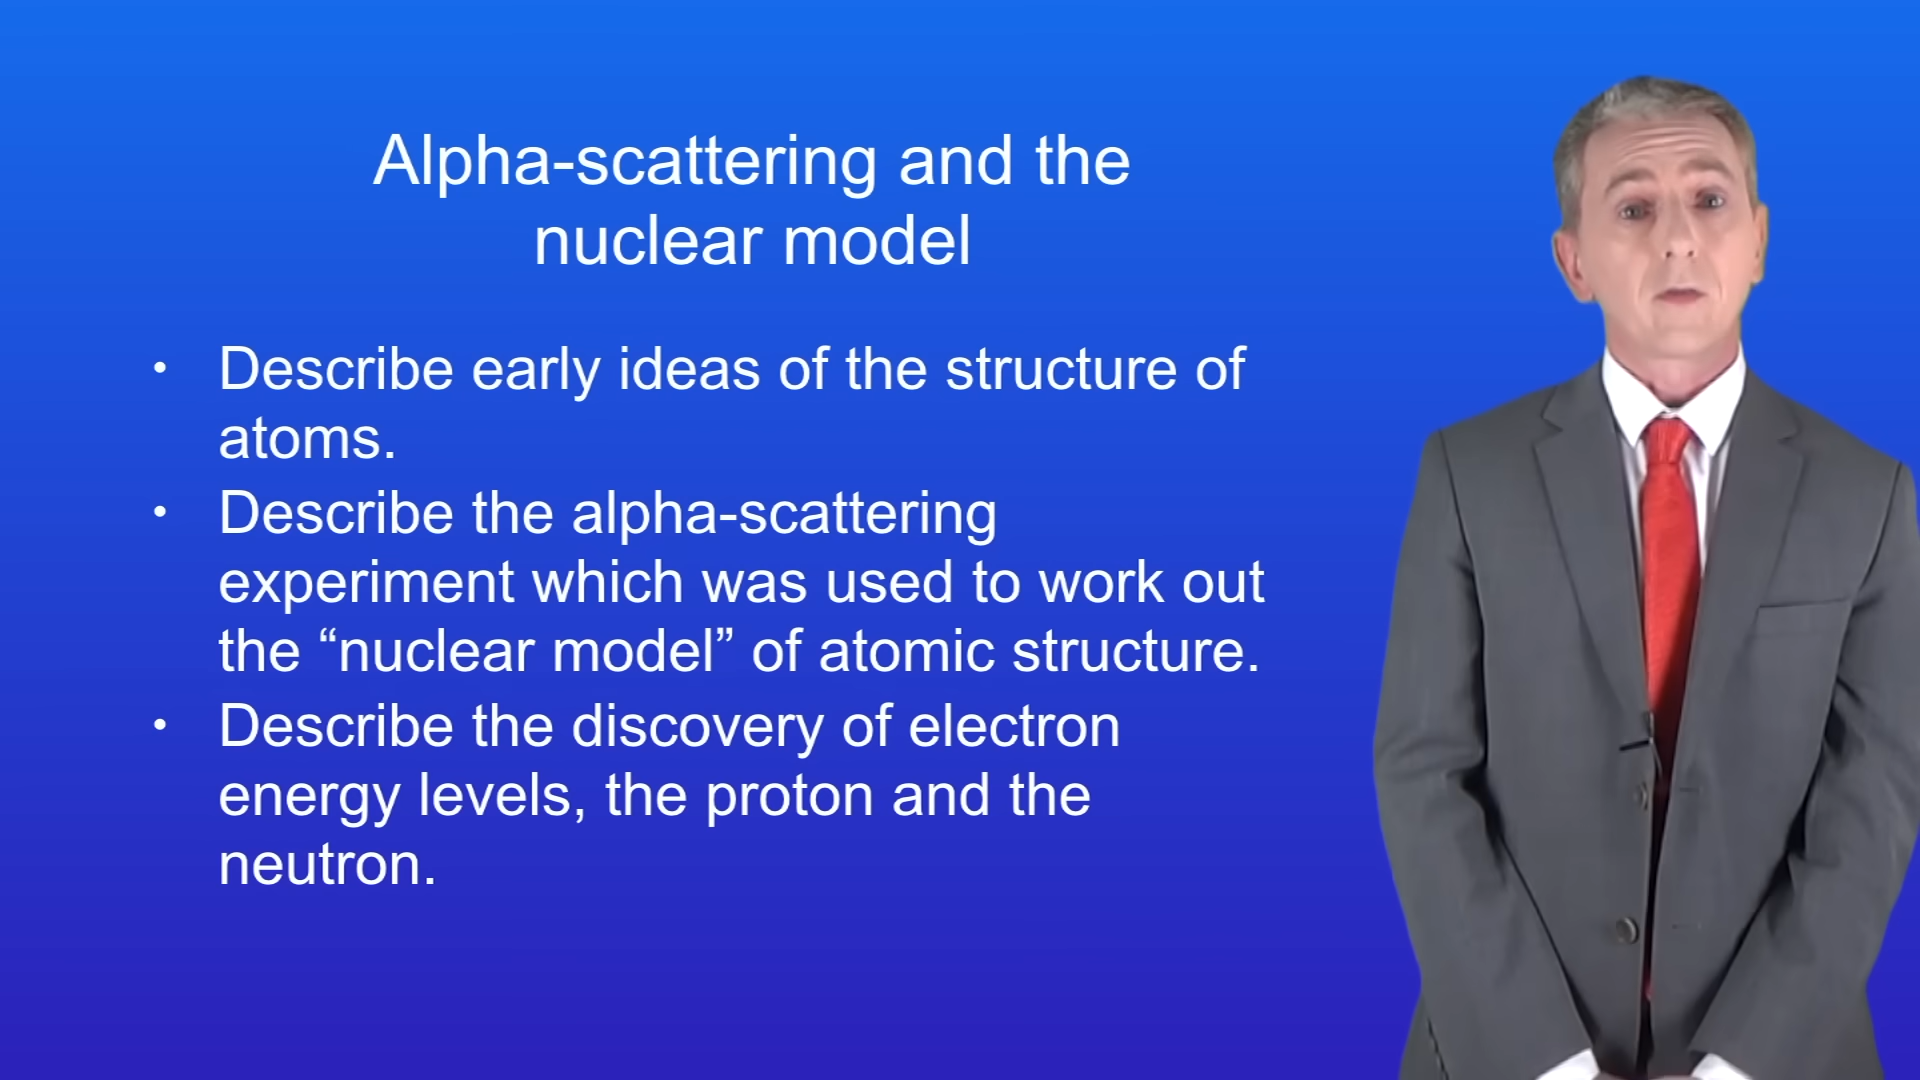 Alpha-scattering and the
nuclear model
• Describe early ideas of the structure of
atoms.
• Describe the alpha-scattering
experiment which was used to work out
the “nuclear model” of atomic structure.
• Describe the discovery of electron
energy levels, the proton and the
neutron.